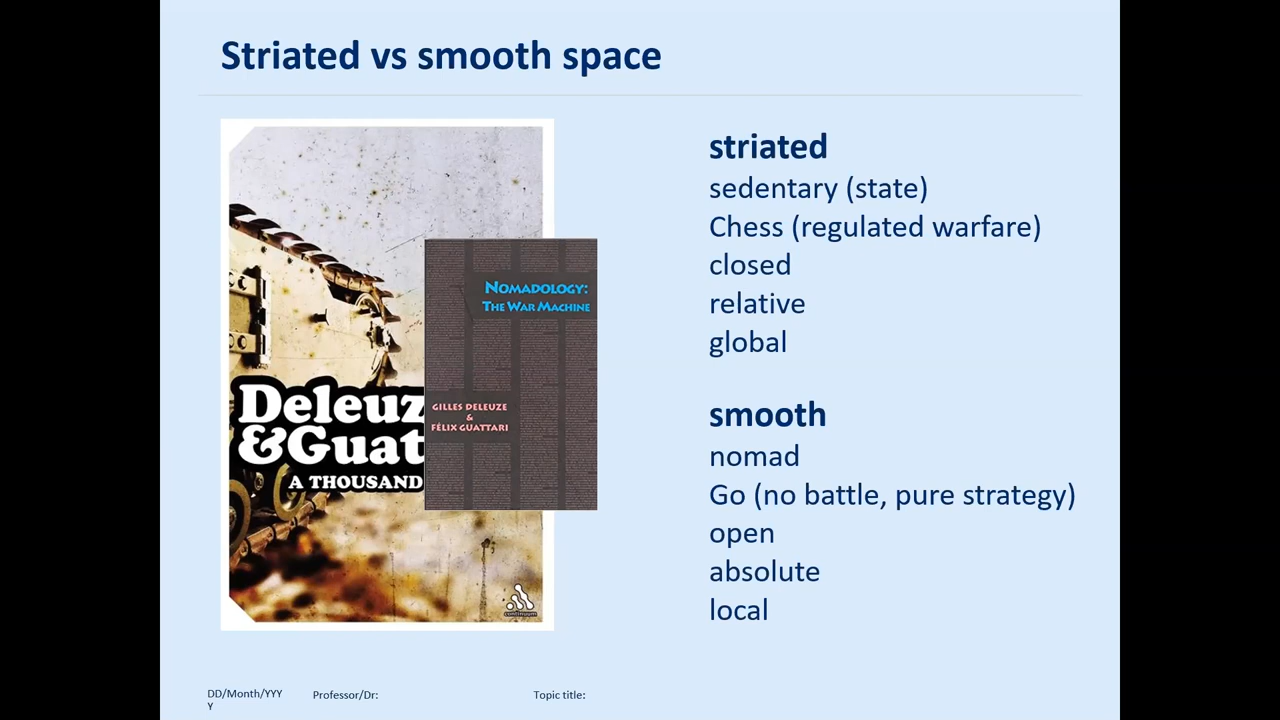 Striated vs smooth space
Deleuz
&Guat
A THOUSAND
continuum
NOMADOLOGY:
THE WAR MACHINE
GILLES DELEUZE
&
FÉLIX GUATTARI
striated
sedentary (state)
Chess (regulated warfare)
closed
relative
global
smooth
nomad
Go (no battle, pure strategy)
open
absolute
local
DD/Month/YYY
Y
Professor/Dr:
Topic title: